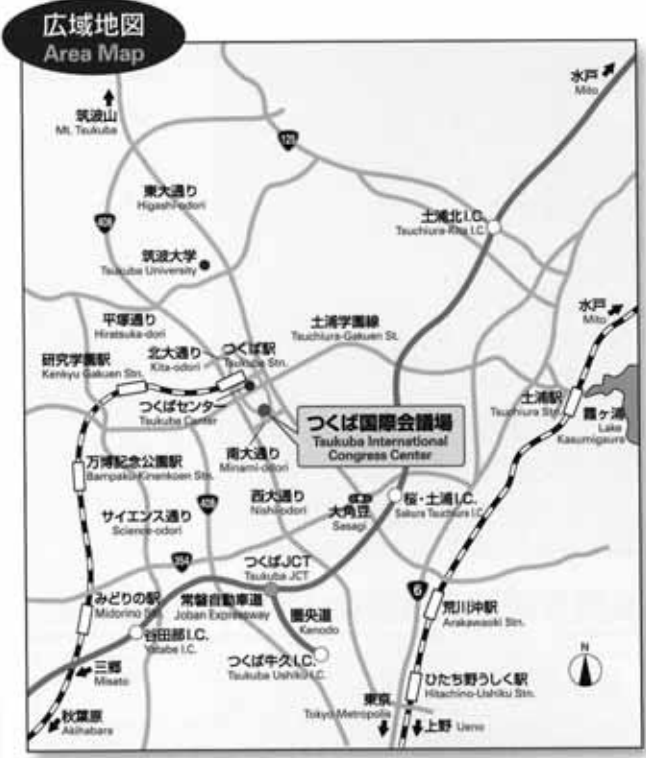 広域地図
Area Map
水戸
Mito
筑波山
Mt. Tsukuba
125
東大通り
Higashi-odori
土浦北I.C.
Tsuchiura-Kita I.C.
408
筑波大学
Tsukuba University
水戸
Mito
平塚通り
Hiratsuka-dori
土浦学園線
Tsuchiura-Gakuen St.
北大通り
Kita-odori
つくば駅
Tsukuba Stn.
研究学園駅
Kenkyu Gakuen Stn.
土浦駅
Tsuchiura Stn.
霞ヶ浦
Lake
Kasumigaura
つくばセンター
Tsukuba Center
つくば国際会議場
Tsukuba International
Congress Center
南大通り
Minami-odori
万博記念公園駅
Bampaku-Kinenkoen Stn.
西大通り
Nishi-odori
大角豆
Sasagi
桜・土浦I.C.
Sakura Tsuchiura I.C.
サイエンス通り
Science-odori
408
354
つくばJCT
Tsukuba JCT
6
みどりの駅
Midorino St.
常磐自動車道
Joban Expressway
圏央道
Kenodo
荒川沖駅
Arakawaoki Stn.
谷田部I.C.
Yatabe I.C.
つくば牛久I.C.
Tsukuba Ushiku I.C.
N
三郷
Misato
ひたち野うしく駅
Hitachino-Ushiku Stn.
東京
Tokyo Metropolis
秋葉原
Akihabara
上野 Ueno